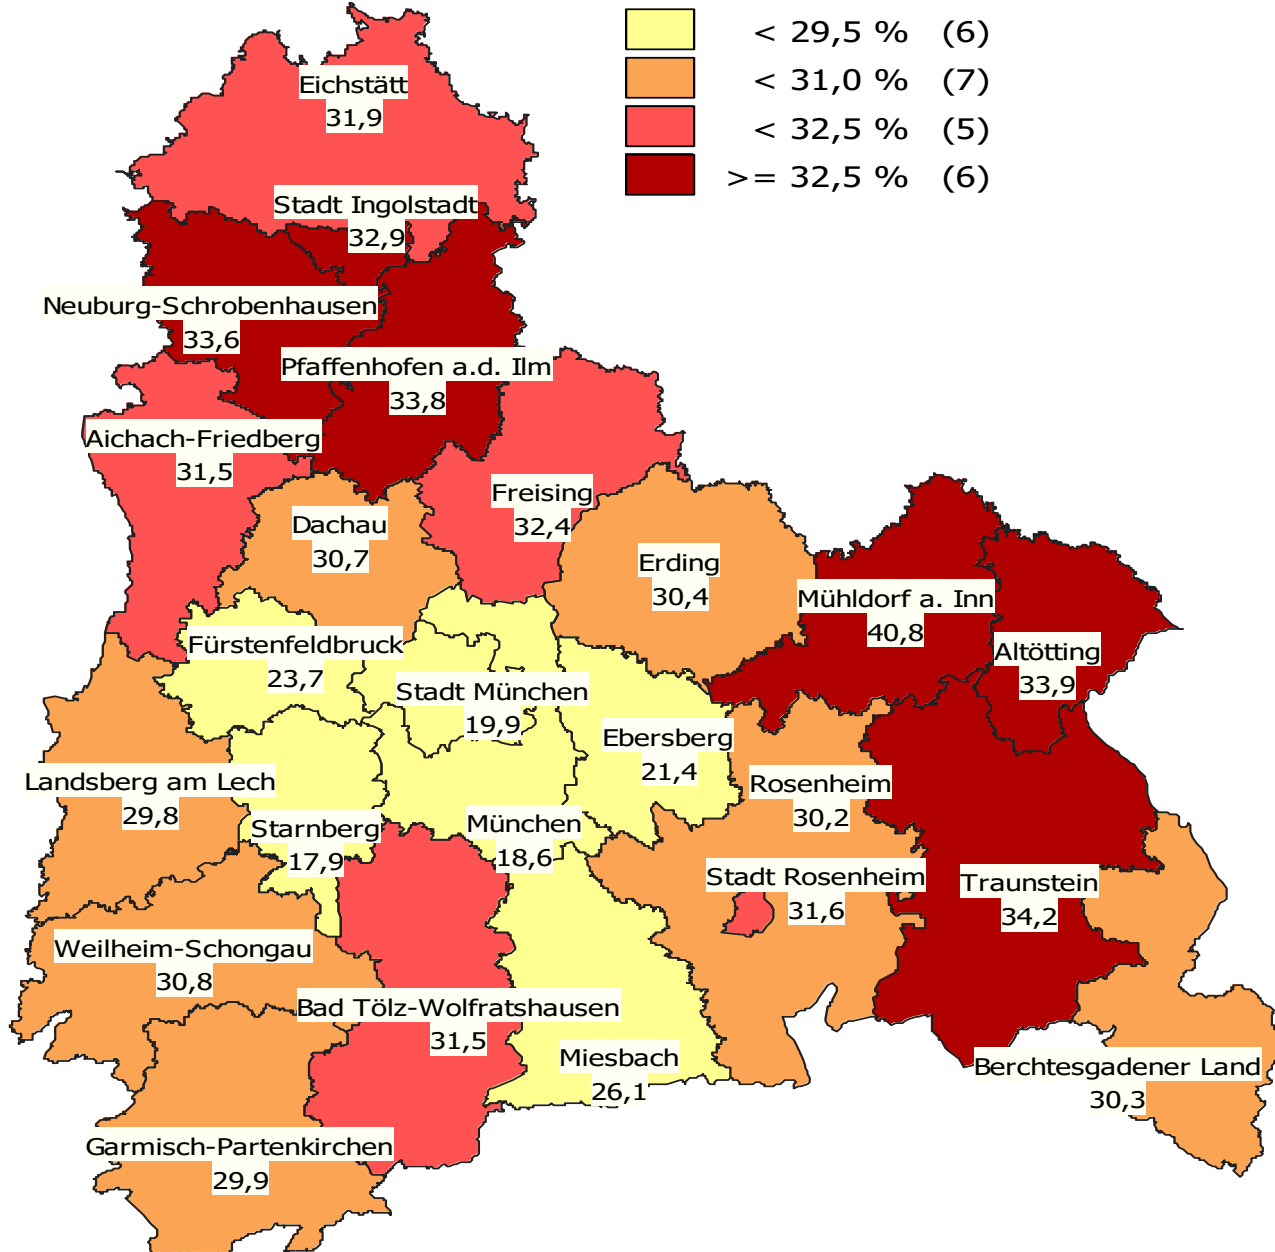 < 29,5 % (6)
< 31,0 % (7)
< 32,5 % (5)
>= 32,5 % (6)
Eichstätt
31,9
Stadt Ingolstadt
32,9
Neuburg-Schrobenhausen
33,6
Pfaffenhofen a.d. Ilm
33,8
Aichach-Friedberg
31,5
Freising
32,4
Dachau
30,7
Erding
30,4
Mühldorf a. Inn
40,8
Altötting
33,9
Fürstenfeldbruck
23,7
Stadt München
19,9
Ebersberg
21,4
Landsberg am Lech
29,8
Rosenheim
30,2
Starnberg
17,9
München
18,6
Stadt Rosenheim
31,6
Traunstein
34,2
Weilheim-Schongau
30,8
Bad Tölz-Wolfratshausen
31,5
Miesbach
26,1
Berchtesgadener Land
30,3
Garmisch-Partenkirchen
29,9